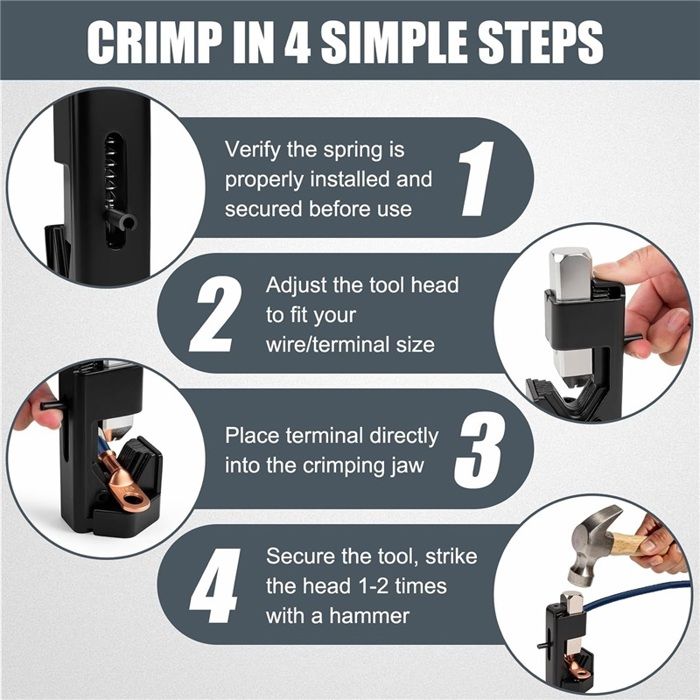 CRIMP IN 4 SIMPLE STEPS
Verify the spring is
properly installed and
secured before use
1
2
Adjust the tool head
to fit your
wire/terminal size
Place terminal directly
into the crimping jaw
3
4
Secure the tool, strike
the head 1-2 times
with a hammer